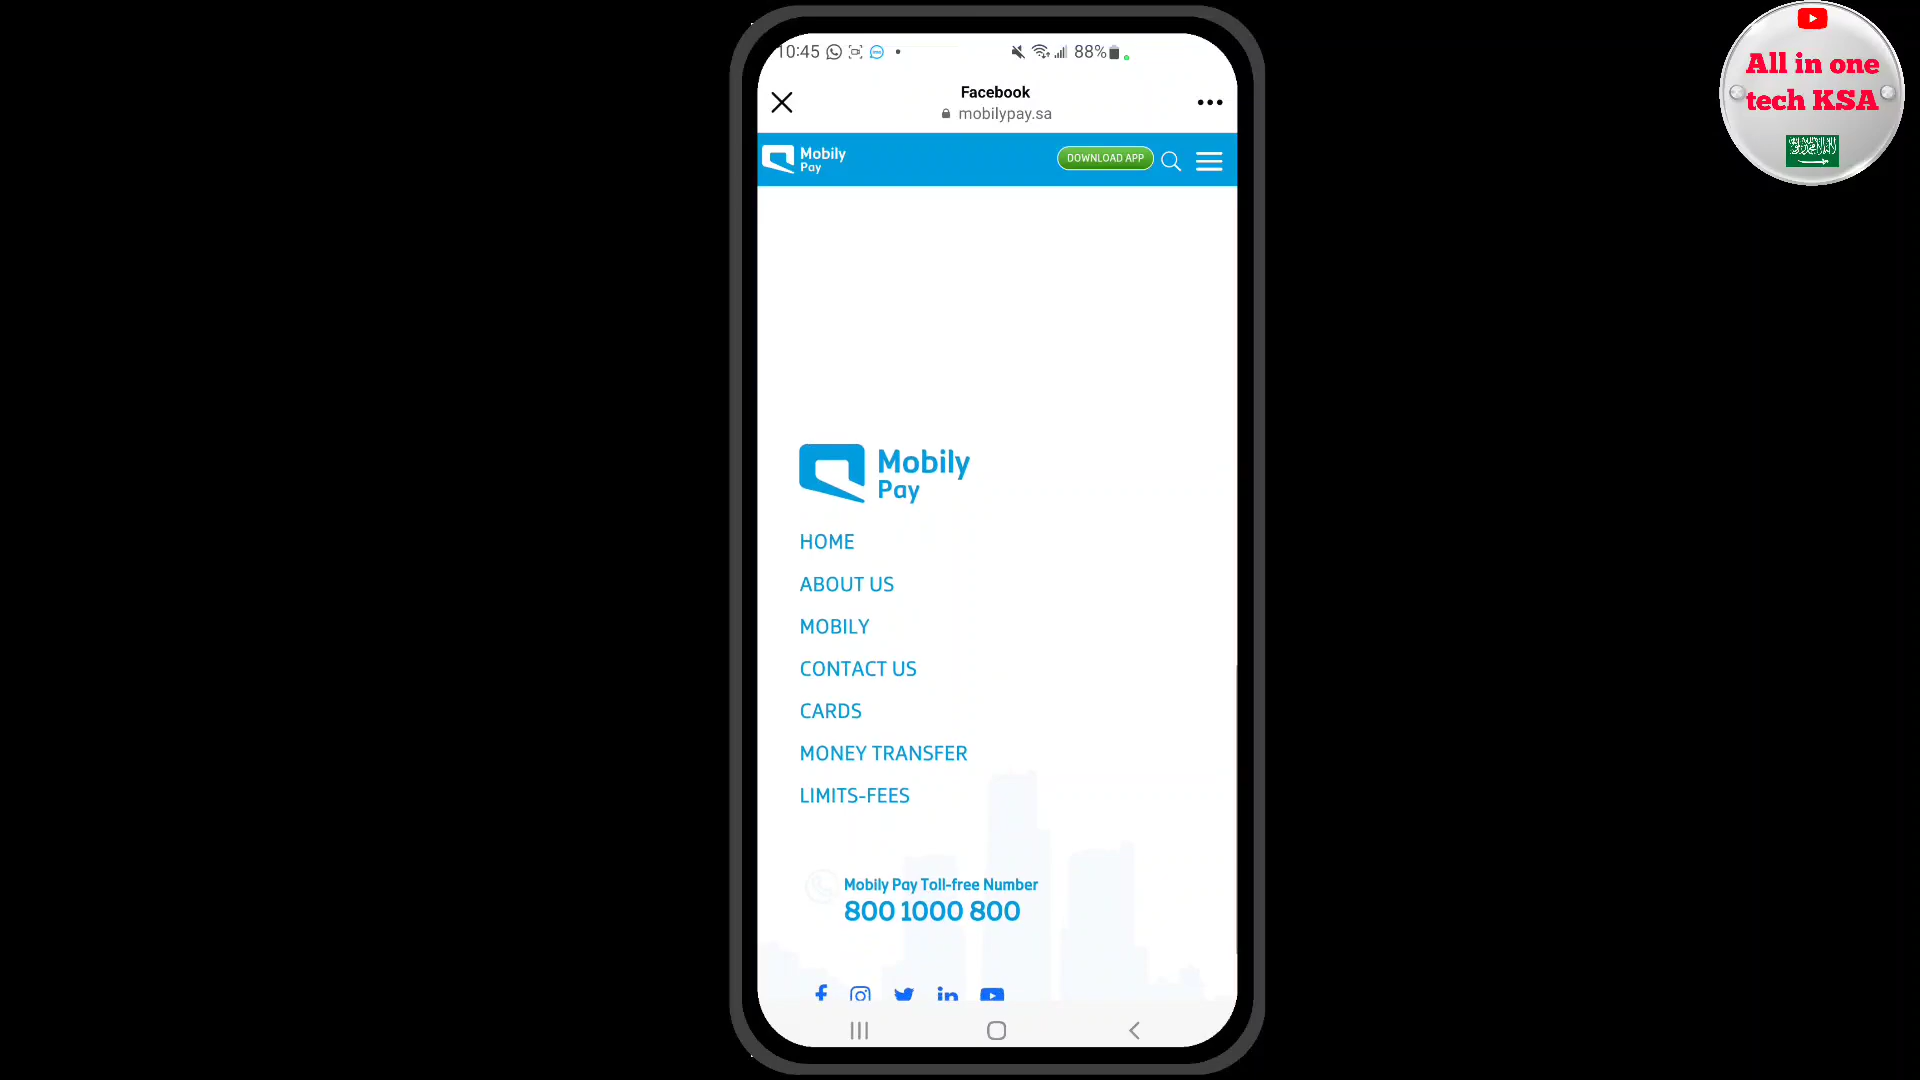 10:45
88%
Facebook
mobilypay.sa
Mobily
Pay
DOWNLOAD APP
Mobily
Pay
HOME
ABOUT US
MOBILY
CONTACT US
CARDS
MONEY TRANSFER
LIMITS-FEES
Mobily Pay Toll-free Number
800 1000 800
All in one
tech KSA